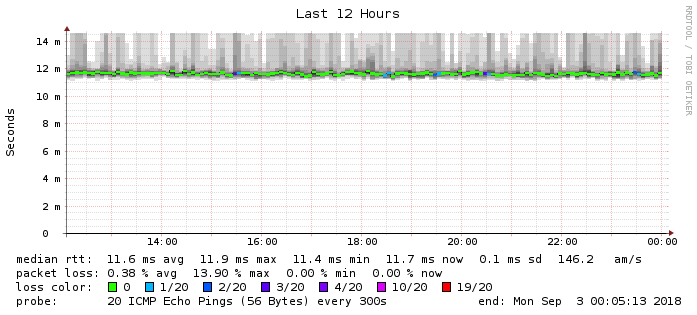 Last 12 Hours
RRDTOOL / TOBI OETIKER
Seconds
14 m
12 m
10 m
8 m
6 m
4 m
2 m
0
14:00 16:00 18:00 20:00 22:00 00:00
median rtt: 11.6 ms avg 11.9 ms max 11.4 ms min 11.7 ms now 0.1 ms sd 146.2 am/s
packet loss: 0.38 % avg 13.90 % max 0.00 % min 0.00 % now
loss color: 0 1/20 2/20 3/20 4/20 10/20 19/20
probe: 20 ICMP Echo Pings (56 Bytes) every 300s end: Mon Sep 3 00:05:13 2018